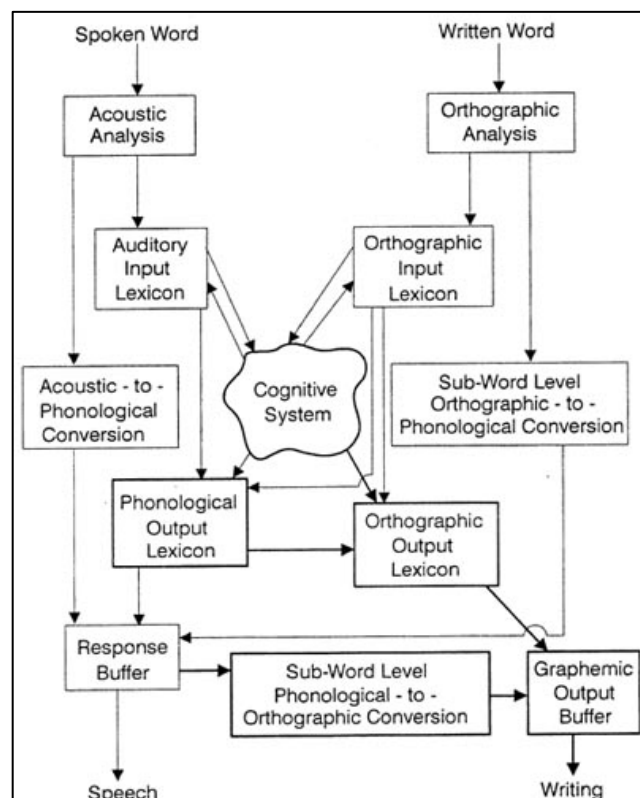 Spoken Word
Written Word
Acoustic
Analysis
Orthographic
Analysis
Auditory
Input
Lexicon
Orthographic
Input
Lexicon
Cognitive
System
Acoustic - to -
Phonological
Conversion
Sub-Word Level
Orthographic - to -
Phonological Conversion
Phonological
Output
Lexicon
Orthographic
Output
Lexicon
Response
Buffer
Sub-Word Level
Phonological - to -
Orthographic Conversion
Graphemic
Output
Buffer
Speech
Writing